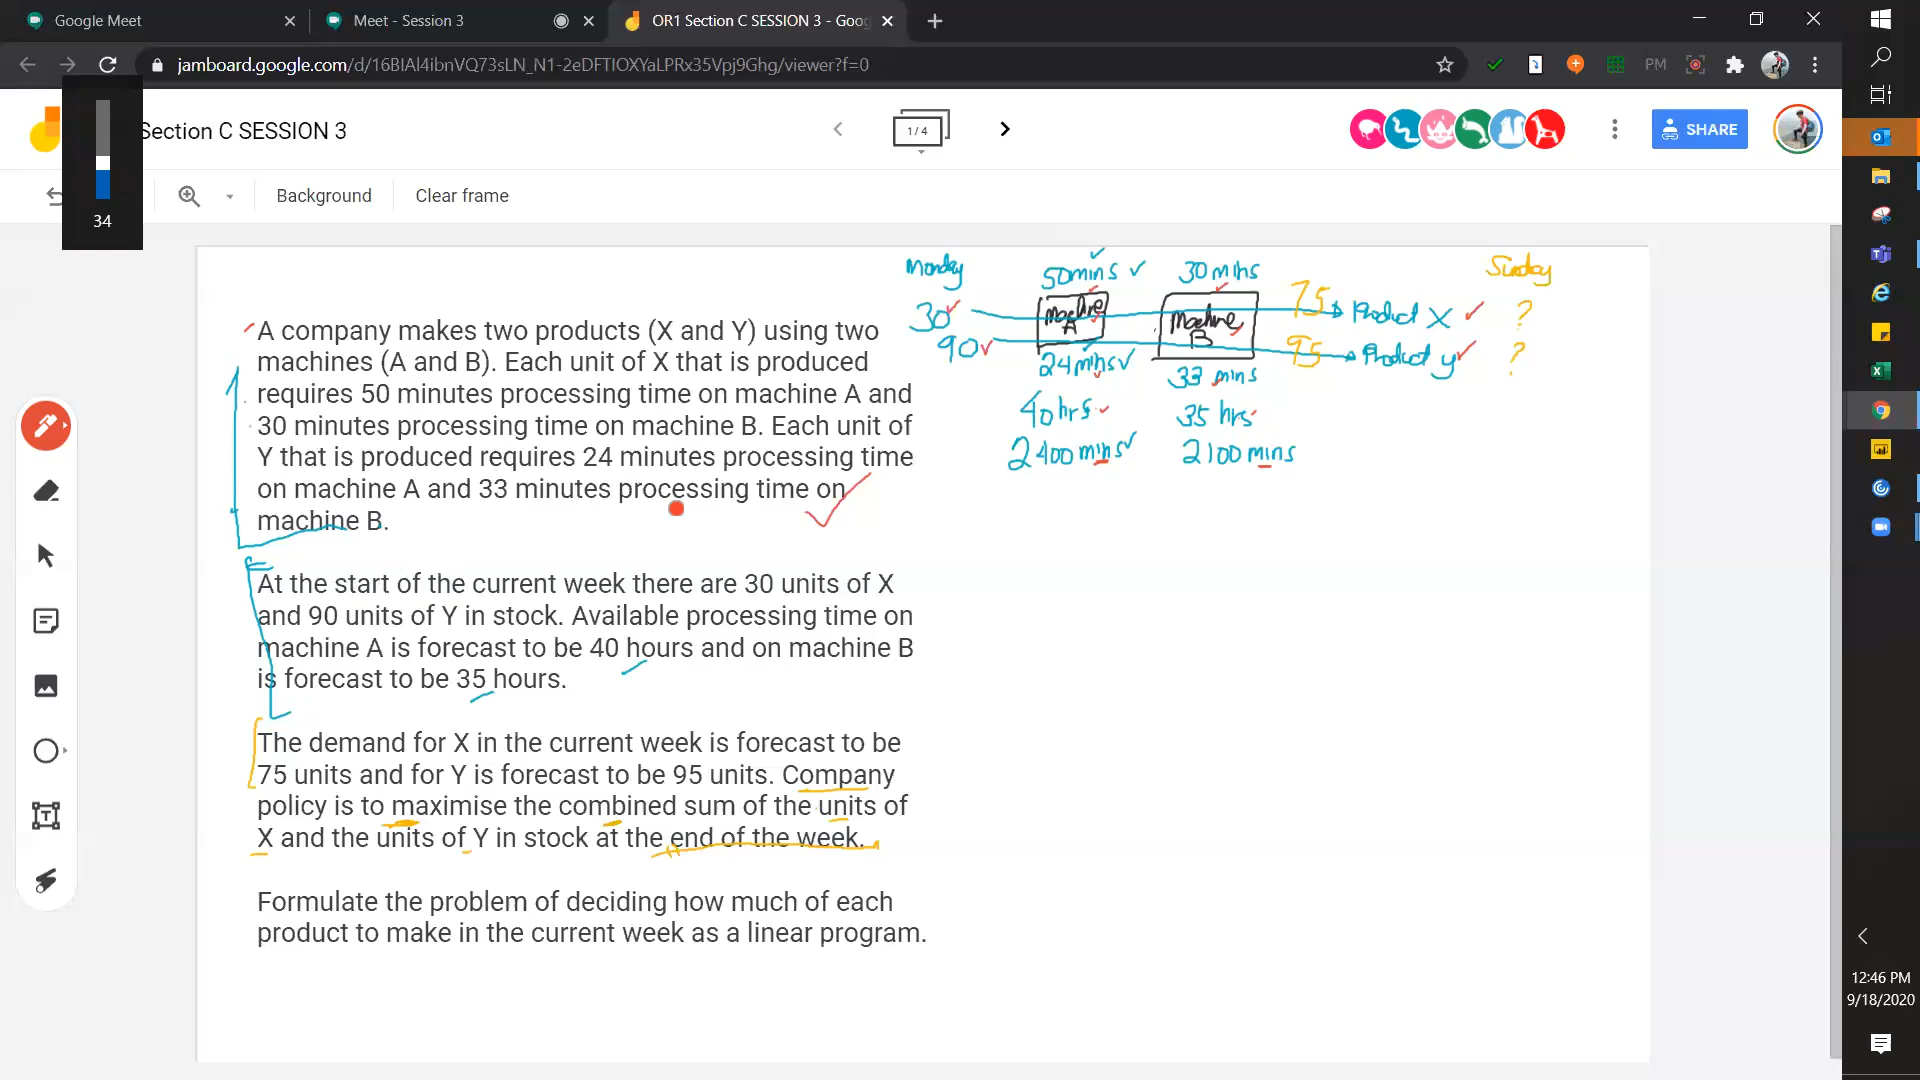 Google Meet
Meet - Session 3
OR1 Section C SESSION 3 - Goog
jamboard.google.com/d/16BIAl4ibnVQ73sLN_N1-2eDFTIOXYaLPRx35Vpj9Ghg/viewer?f=0
PM
Section C SESSION 3
1 / 4
SHARE
34
Background
Clear frame
Monday
50mins
30 mins
Sunday
30
Machine A
Machine B
75
Product X
?
90
24 mins
33 mins
95
Product y
?
40 hrs
35 hrs
2400 mins
2100 mins
A company makes two products (X and Y) using two
machines (A and B). Each unit of X that is produced
requires 50 minutes processing time on machine A and
30 minutes processing time on machine B. Each unit of
Y that is produced requires 24 minutes processing time
on machine A and 33 minutes processing time on
machine B.
At the start of the current week there are 30 units of X
and 90 units of Y in stock. Available processing time on
machine A is forecast to be 40 hours and on machine B
is forecast to be 35 hours.
The demand for X in the current week is forecast to be
75 units and for Y is forecast to be 95 units. Company
policy is to maximise the combined sum of the units of
X and the units of Y in stock at the end of the week.
Formulate the problem of deciding how much of each
product to make in the current week as a linear program.
12:46 PM
9/18/2020